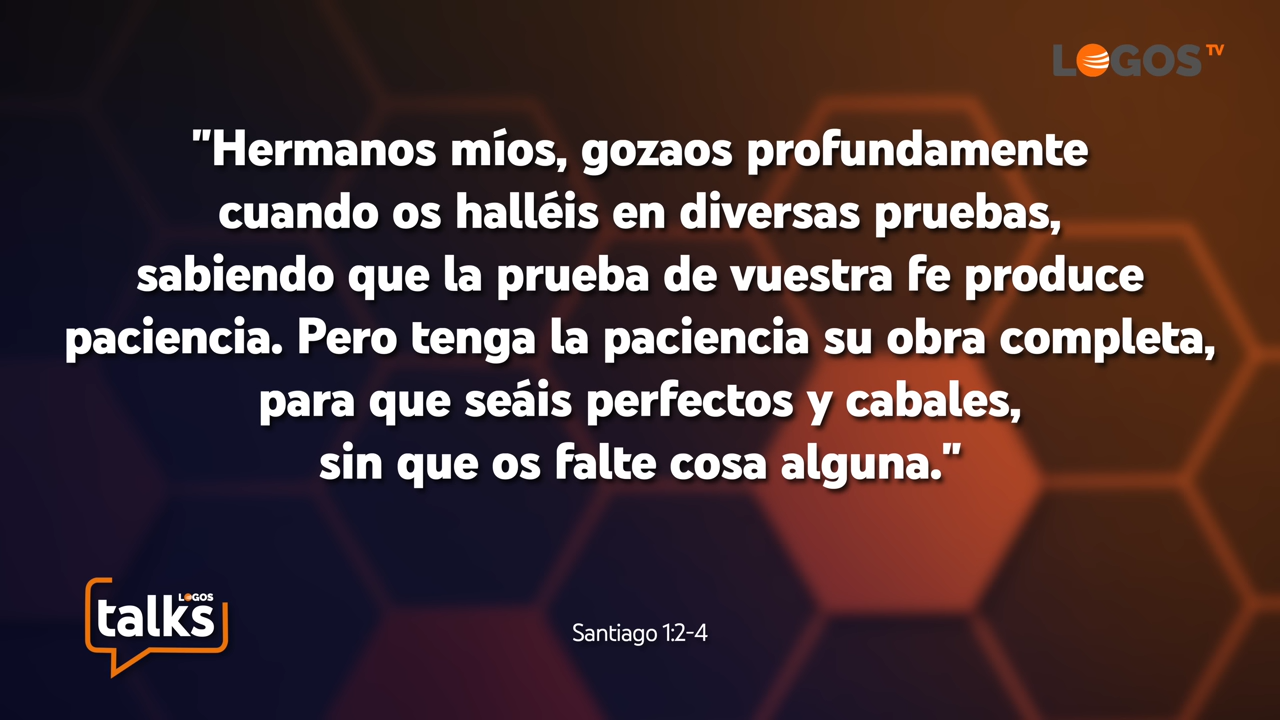 LOGOS TV
"Hermanos míos, gozaos profundamente
cuando os halléis en diversas pruebas,
sabiendo que la prueba de vuestra fe produce
paciencia. Pero tenga la paciencia su obra completa,
para que seáis perfectos y cabales,
sin que os falte cosa alguna."
LOGOS
talks
Santiago 1:2-4